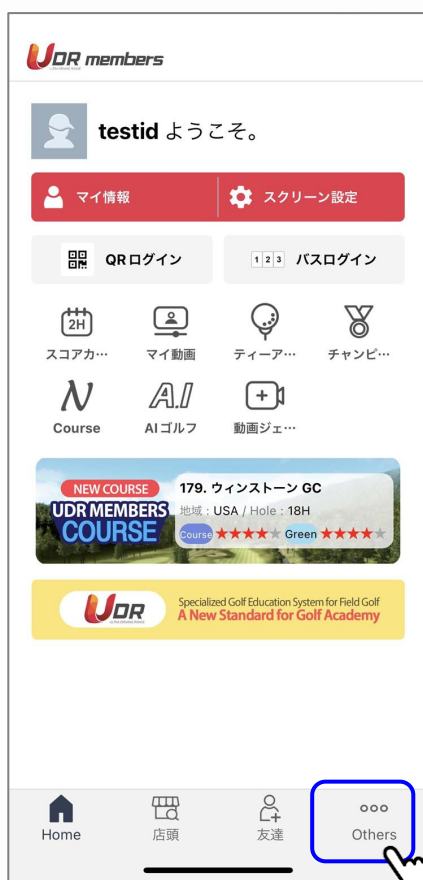 UDR members
testid ようこそ。
マイ情報
スクリーン設定
QRログイン
1 2 3 バスログイン
2H
スコアカ…
マイ動画
ティーア…
チャンピ…
N
A.I
Course
AIゴルフ
動画ジェ…
NEW COURSE
UDR MEMBERS
COURSE
179. ウィンストーン GC
地域 : USA / Hole : 18H
Course ★★★★★ Green ★★★★★
UDR
Specialized Golf Education System for Field Golf
A New Standard for Golf Academy
Home
店頭
友達
Others